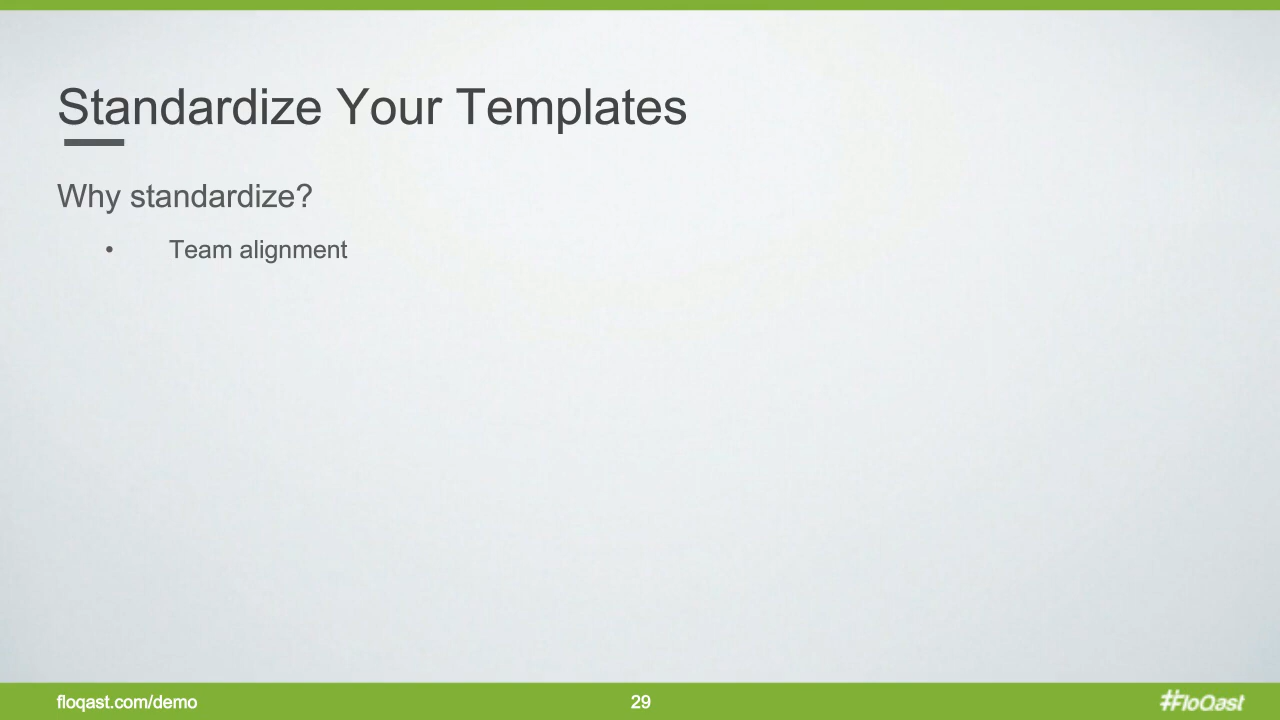 Standardize Your Templates
Why standardize?
• Team alignment
floqast.com/demo
29
#FloQast